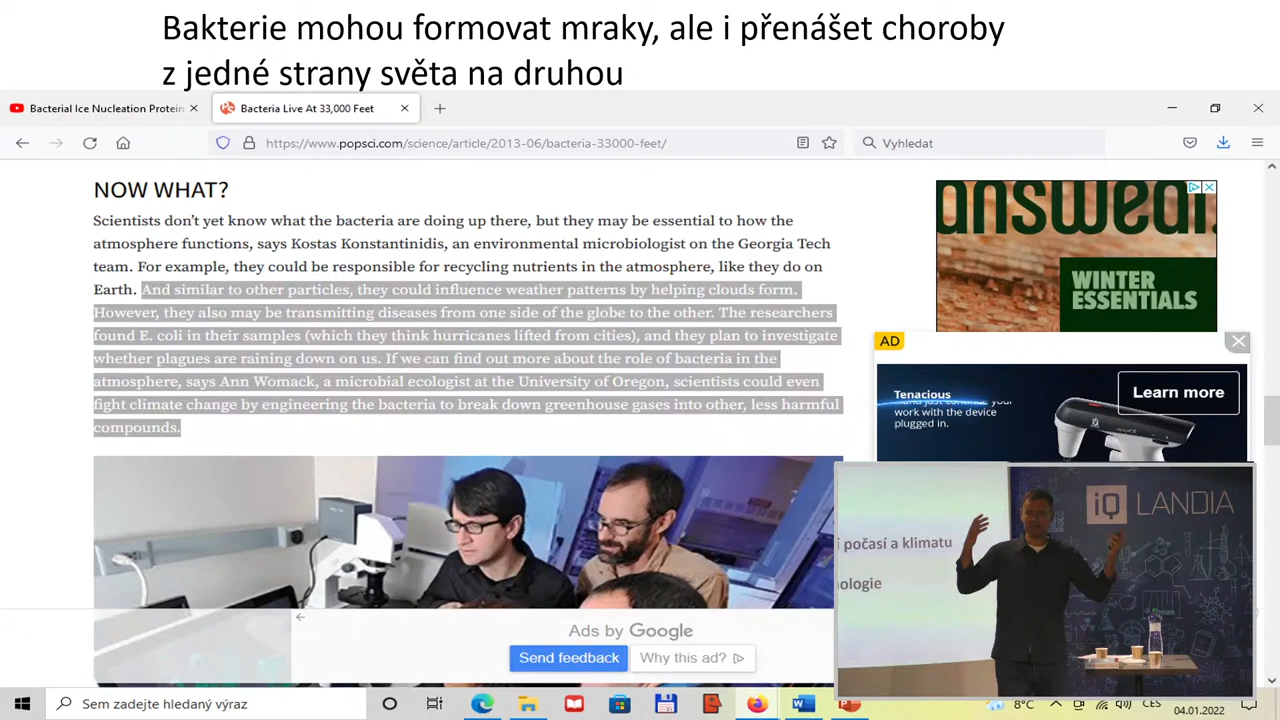 Bakterie mohou formovat mraky, ale i přenášet choroby
z jedné strany světa na druhou
Bacterial Ice Nucleation Protein
Bacteria Live At 33,000 Feet
https://www.popsci.com/science/article/2013-06/bacteria-33000-feet/
Vyhledat
NOW WHAT?
Scientists don’t yet know what the bacteria are doing up there, but they may be essential to how the
atmosphere functions, says Kostas Konstantinidis, an environmental microbiologist on the Georgia Tech
team. For example, they could be responsible for recycling nutrients in the atmosphere, like they do on
Earth. And similar to other particles, they could influence weather patterns by helping clouds form.
However, they also may be transmitting diseases from one side of the globe to the other. The researchers
found E. coli in their samples (which they think hurricanes lifted from cities), and they plan to investigate
whether plagues are raining down on us. If we can find out more about the role of bacteria in the
atmosphere, says Ann Womack, a microbial ecologist at the University of Oregon, scientists could even
fight climate change by engineering the bacteria to break down greenhouse gases into other, less harmful
compounds.
answear.
WINTER
ESSENTIALS
AD
Tenacious
work with the device
plugged in.
Learn more
iQ LANDIA
í počasí a klimatu
ologie
Ads by Google
Send feedback
Why this ad?
Sem zadejte hledaný výraz
8°C
CES
04.01.2022